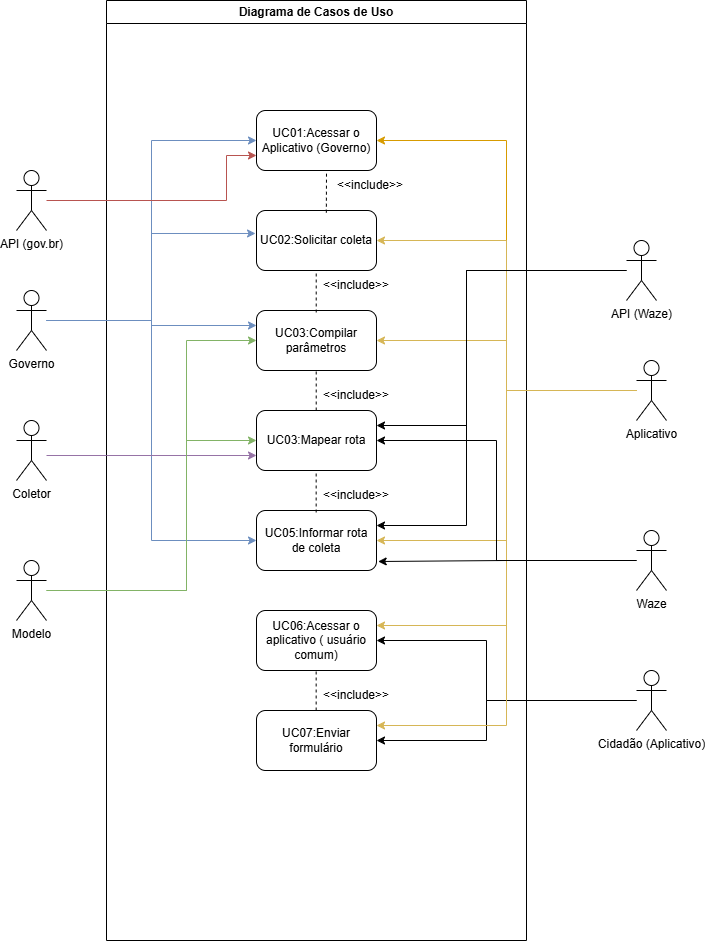 Diagrama de Casos de Uso
UC01:Acessar o
Aplicativo (Governo)
<<include>>
API (gov.br)
UC02:Solicitar coleta
<<include>>
API (Waze)
UC03:Compilar
parâmetros
Governo
<<include>>
Aplicativo
UC03:Mapear rota
Coletor
<<include>>
UC05:Informar rota
de coleta
Waze
Modelo
UC06:Acessar o
aplicativo ( usuário
comum)
<<include>>
UC07:Enviar
formulário
Cidadão (Aplicativo)